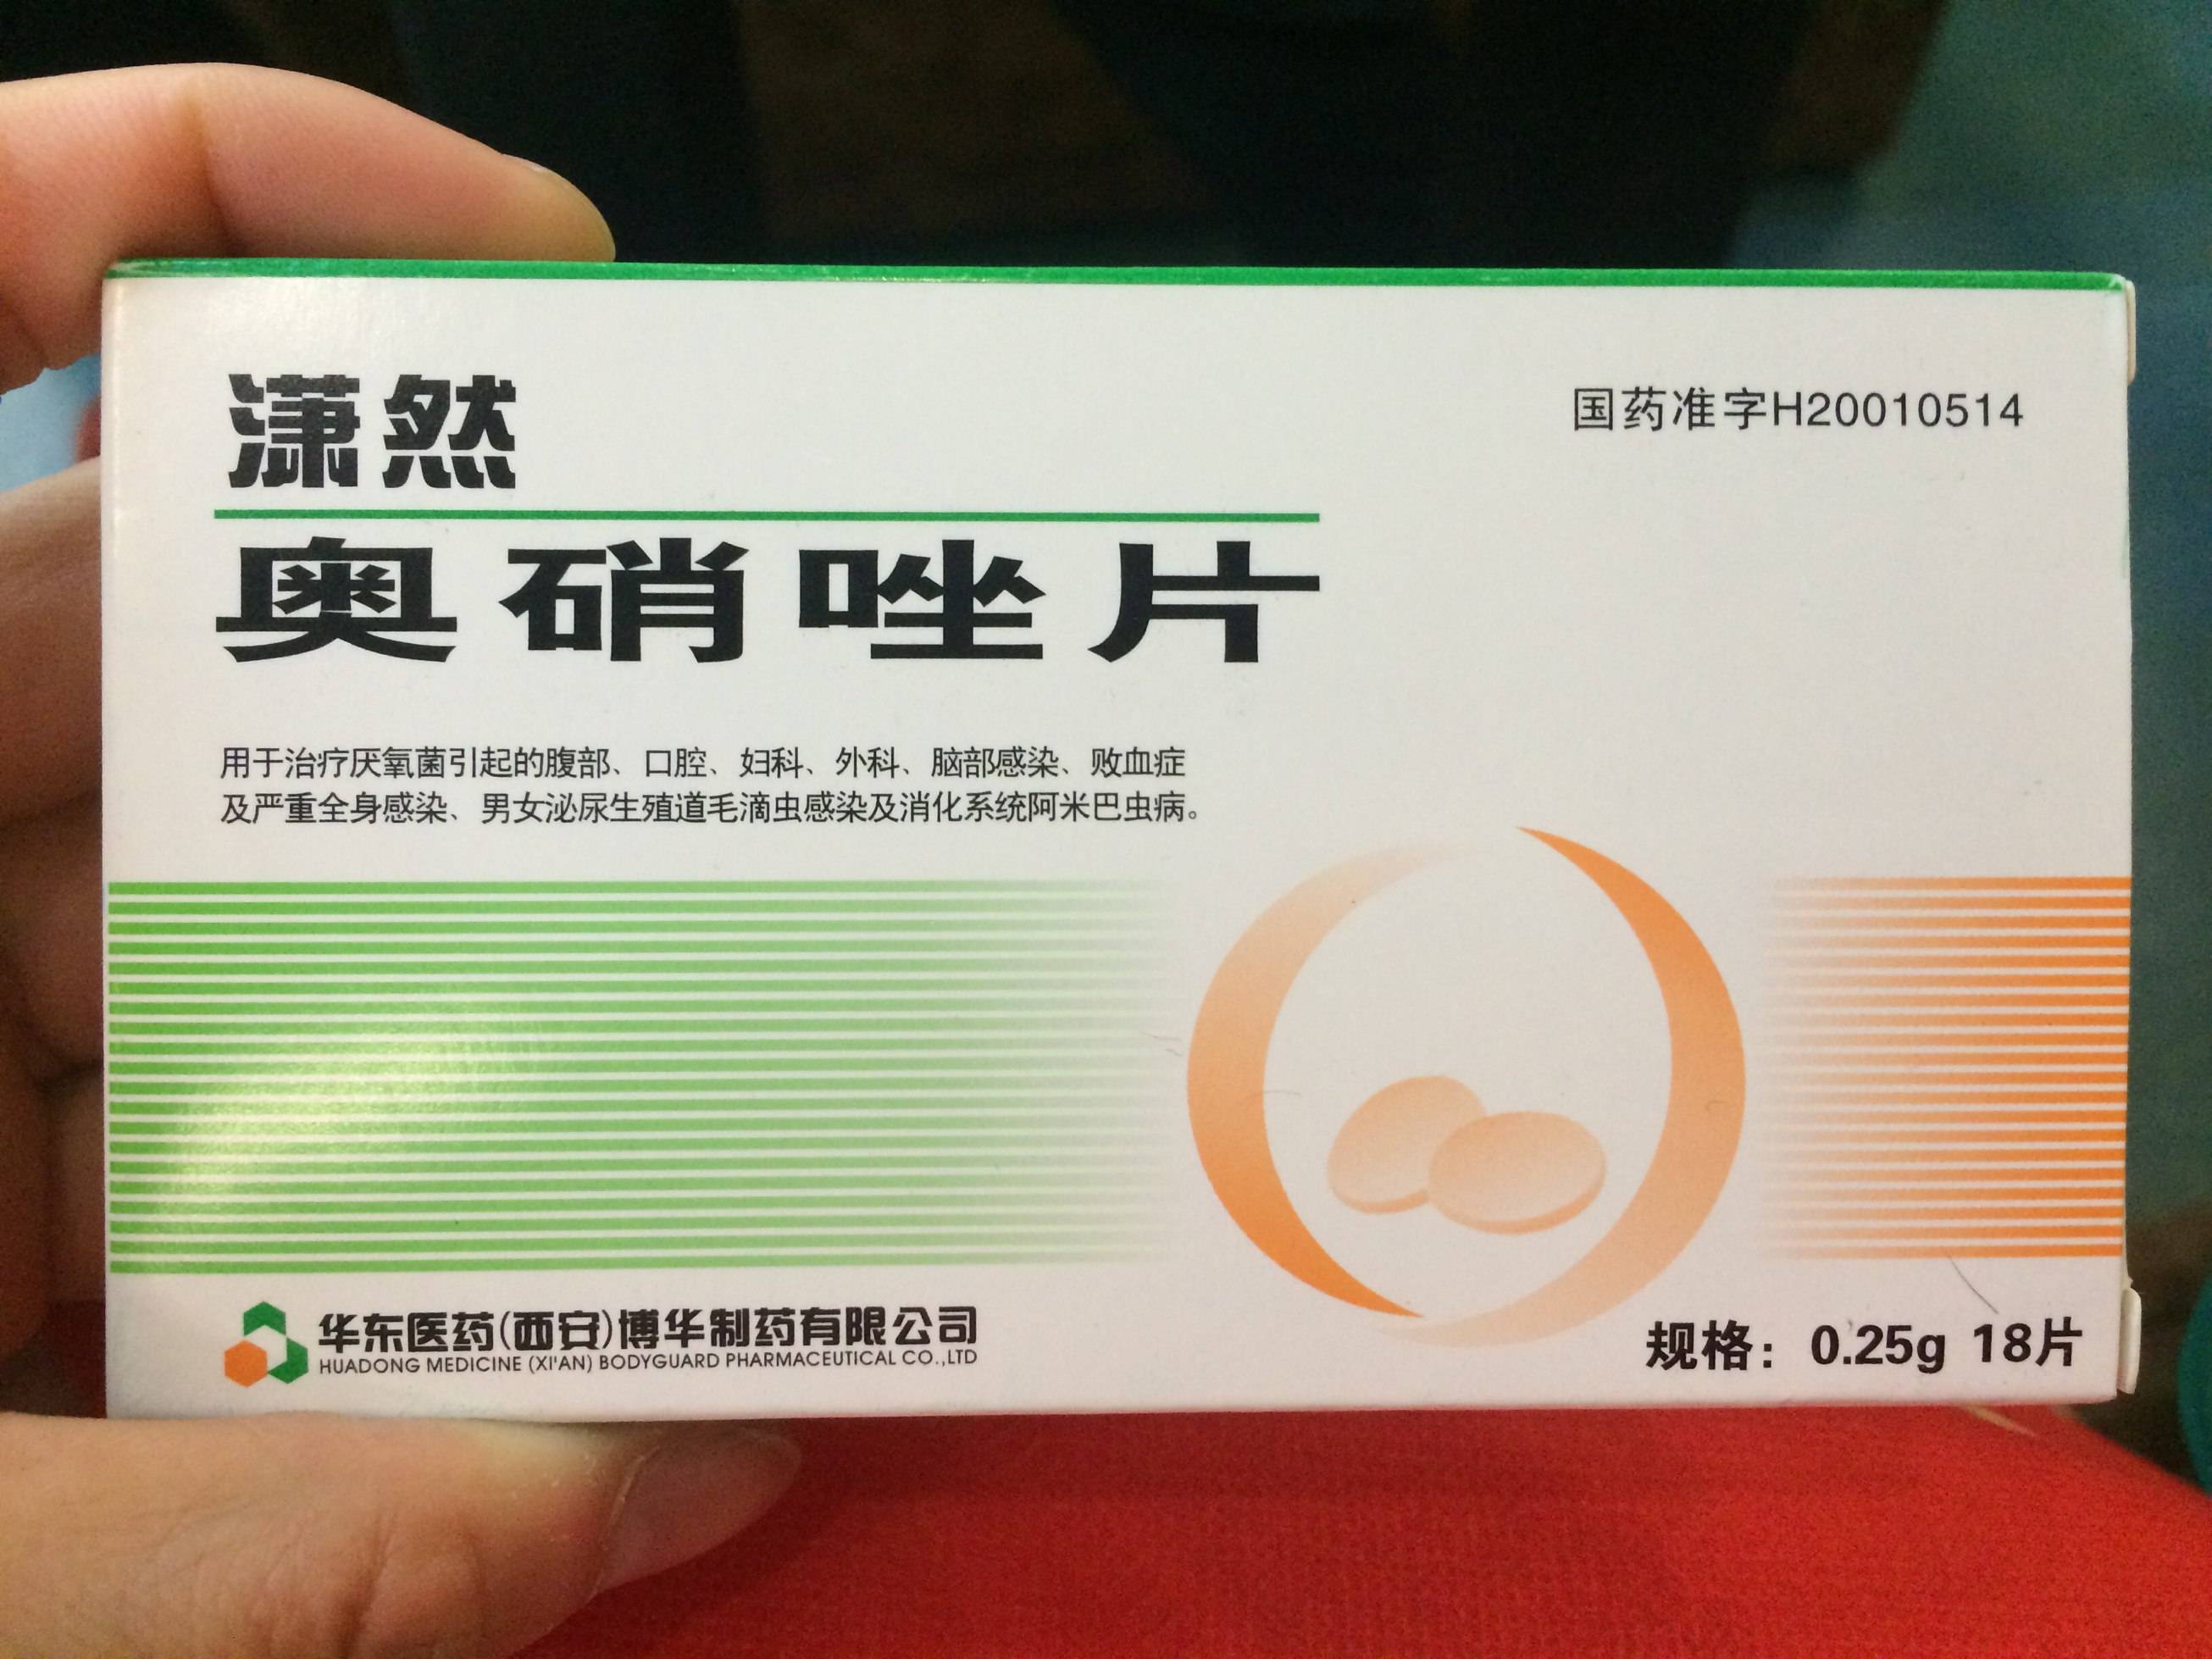 潇然
国药准字H20010514
奥硝唑片
用于治疗厌氧菌引起的腹部、口腔、妇科、外科、脑部感染、败血症
及严重全身感染、男女泌尿生殖道毛滴虫感染及消化系统阿米巴虫病。
华东医药(西安)博华制药有限公司
HUADONG MEDICINE (XI'AN) BODYGUARD PHARMACEUTICAL CO.,LTD
规格：0.25g 18片